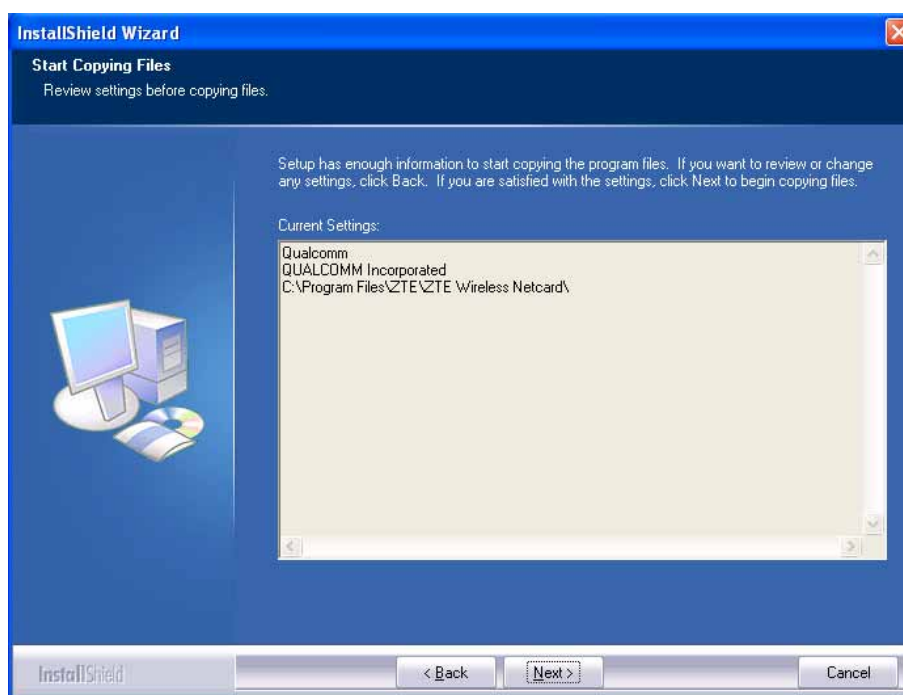 InstallShield Wizard
Start Copying Files
Review settings before copying files.
Setup has enough information to start copying the program files. If you want to review or change
any settings, click Back. If you are satisfied with the settings, click Next to begin copying files.
Current Settings:
Qualcomm
QUALCOMM Incorporated
C:\Program Files\ZTE\ZTE Wireless Netcard\
InstallShield
< Back
Next >
Cancel